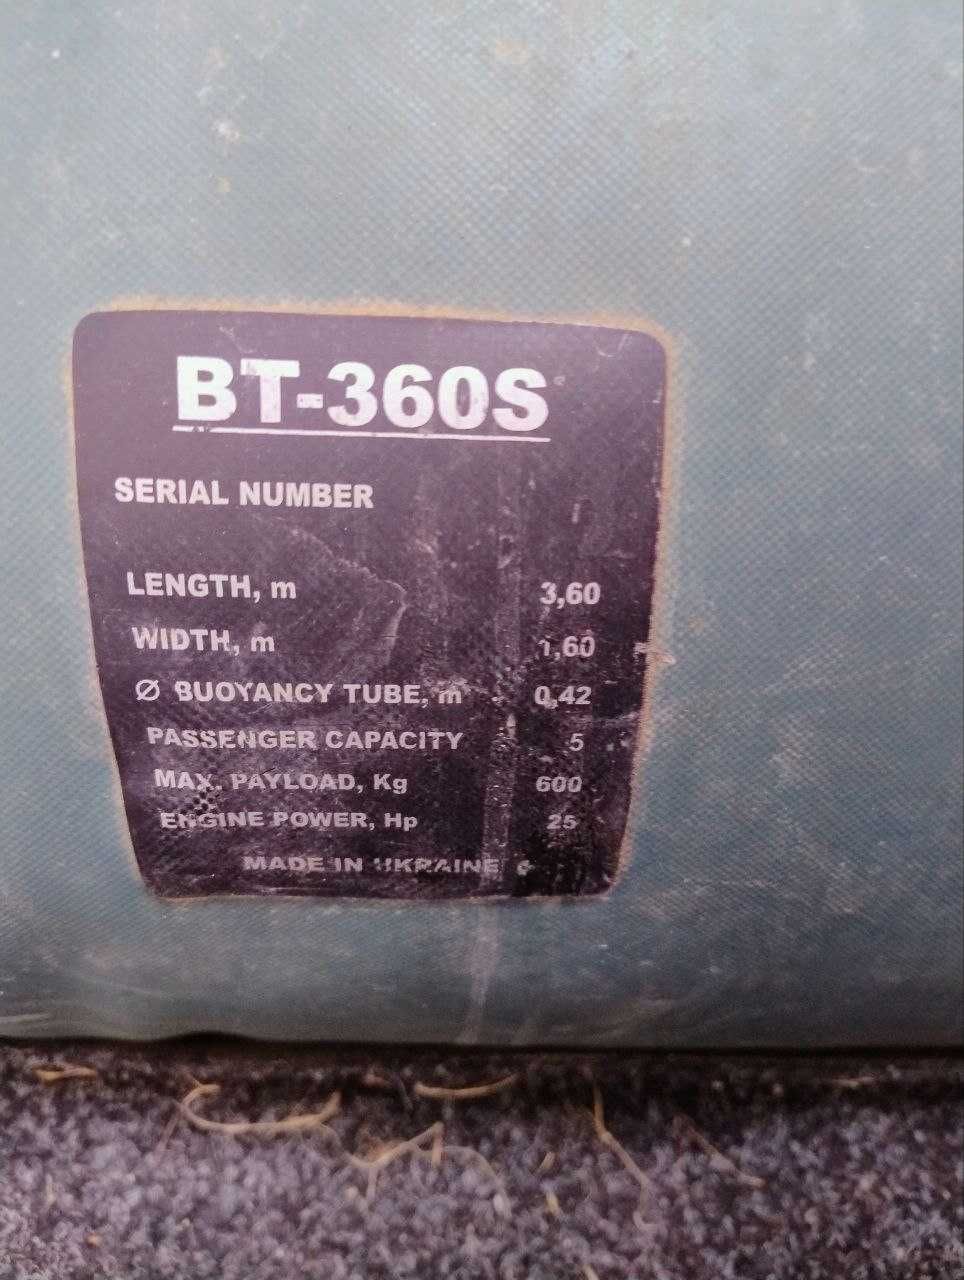 BT-360S
SERIAL NUMBER
LENGTH, m 3,60
WIDTH, m 1,60
Ø BUOYANCY TUBE, m 0,42
PASSENGER CAPACITY 5
MAX. PAYLOAD, Kg 600
ENGINE POWER, Hp 25
MADE IN UKRAINE